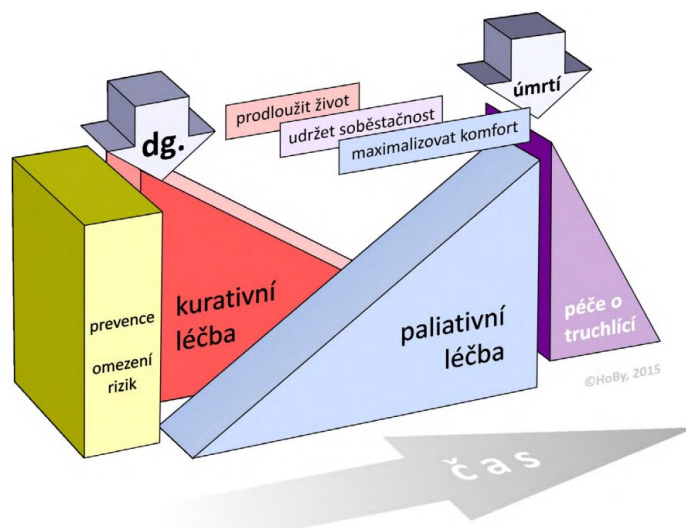 úmrtí
dg.
prodloužit život
udržet soběstačnost
maximalizovat komfort
prevence
omezení
rizik
kurativní
léčba
paliativní
léčba
péče o
truchlící
©HoBy, 2015
čas